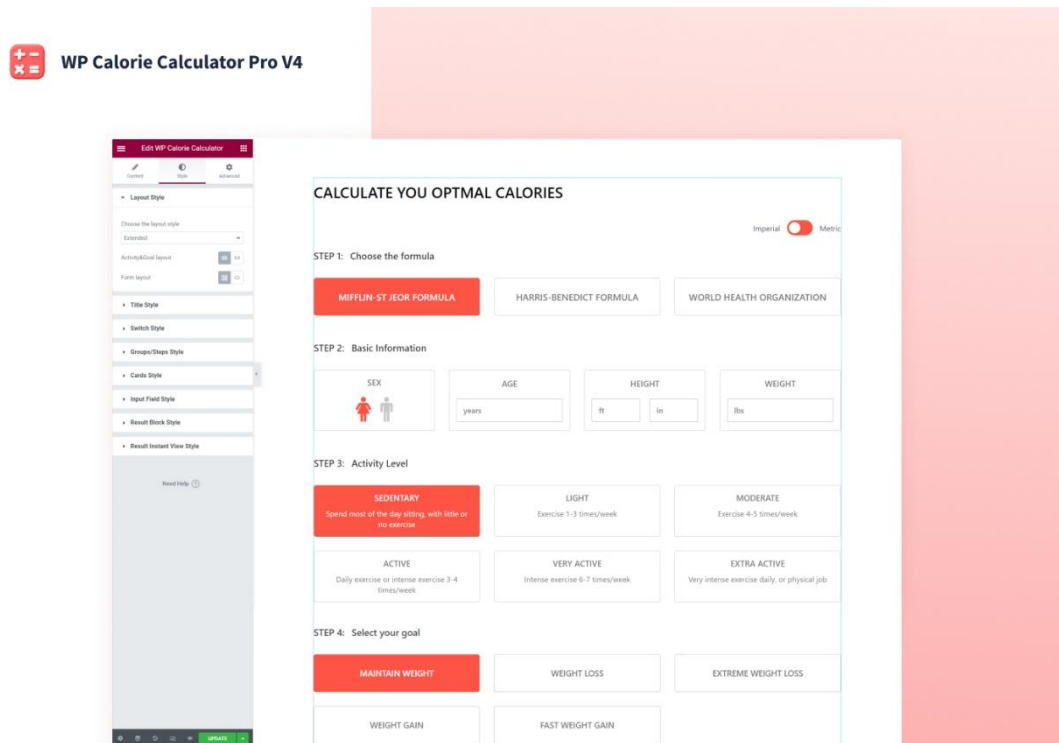 WP Calorie Calculator Pro V4
Edit WP Calorie Calculator
Content
Style
Advanced
Layout Style
Choose the layout style
Extended
Activity&Goal layout
Form layout
Title Style
Switch Style
Groups/Steps Style
Cards Style
Input Field Style
Result Block Style
Result Instant View Style
Need Help ?
UPDATE
CALCULATE YOU OPTMAL CALORIES
Imperial
Metric
STEP 1: Choose the formula
MIFFLIN-ST JEOR FORMULA
HARRIS-BENEDICT FORMULA
WORLD HEALTH ORGANIZATION
STEP 2: Basic Information
SEX
AGE
years
HEIGHT
ft
in
WEIGHT
lbs
STEP 3: Activity Level
SEDENTARY
Spend most of the day sitting, with little or
no exercise
LIGHT
Exercise 1-3 times/week
MODERATE
Exercise 4-5 times/week
ACTIVE
Daily exercise or intense exercise 3-4
times/week
VERY ACTIVE
Intense exercise 6-7 times/week
EXTRA ACTIVE
Very intense exercise daily, or physical job
STEP 4: Select your goal
MAINTAIN WEIGHT
WEIGHT LOSS
EXTREME WEIGHT LOSS
WEIGHT GAIN
FAST WEIGHT GAIN